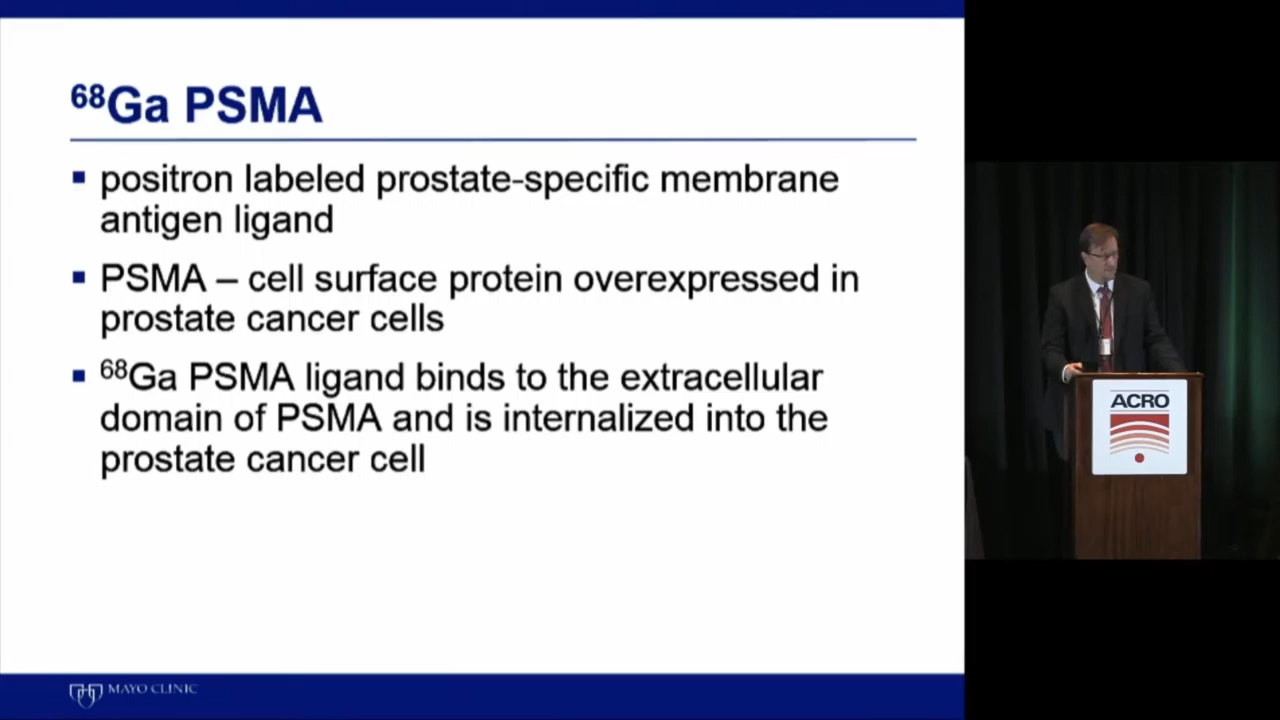 ⁶⁸Ga PSMA
▪ positron labeled prostate-specific membrane
antigen ligand
▪ PSMA – cell surface protein overexpressed in
prostate cancer cells
▪ ⁶⁸Ga PSMA ligand binds to the extracellular
domain of PSMA and is internalized into the
prostate cancer cell
MAYO CLINIC
ACRO